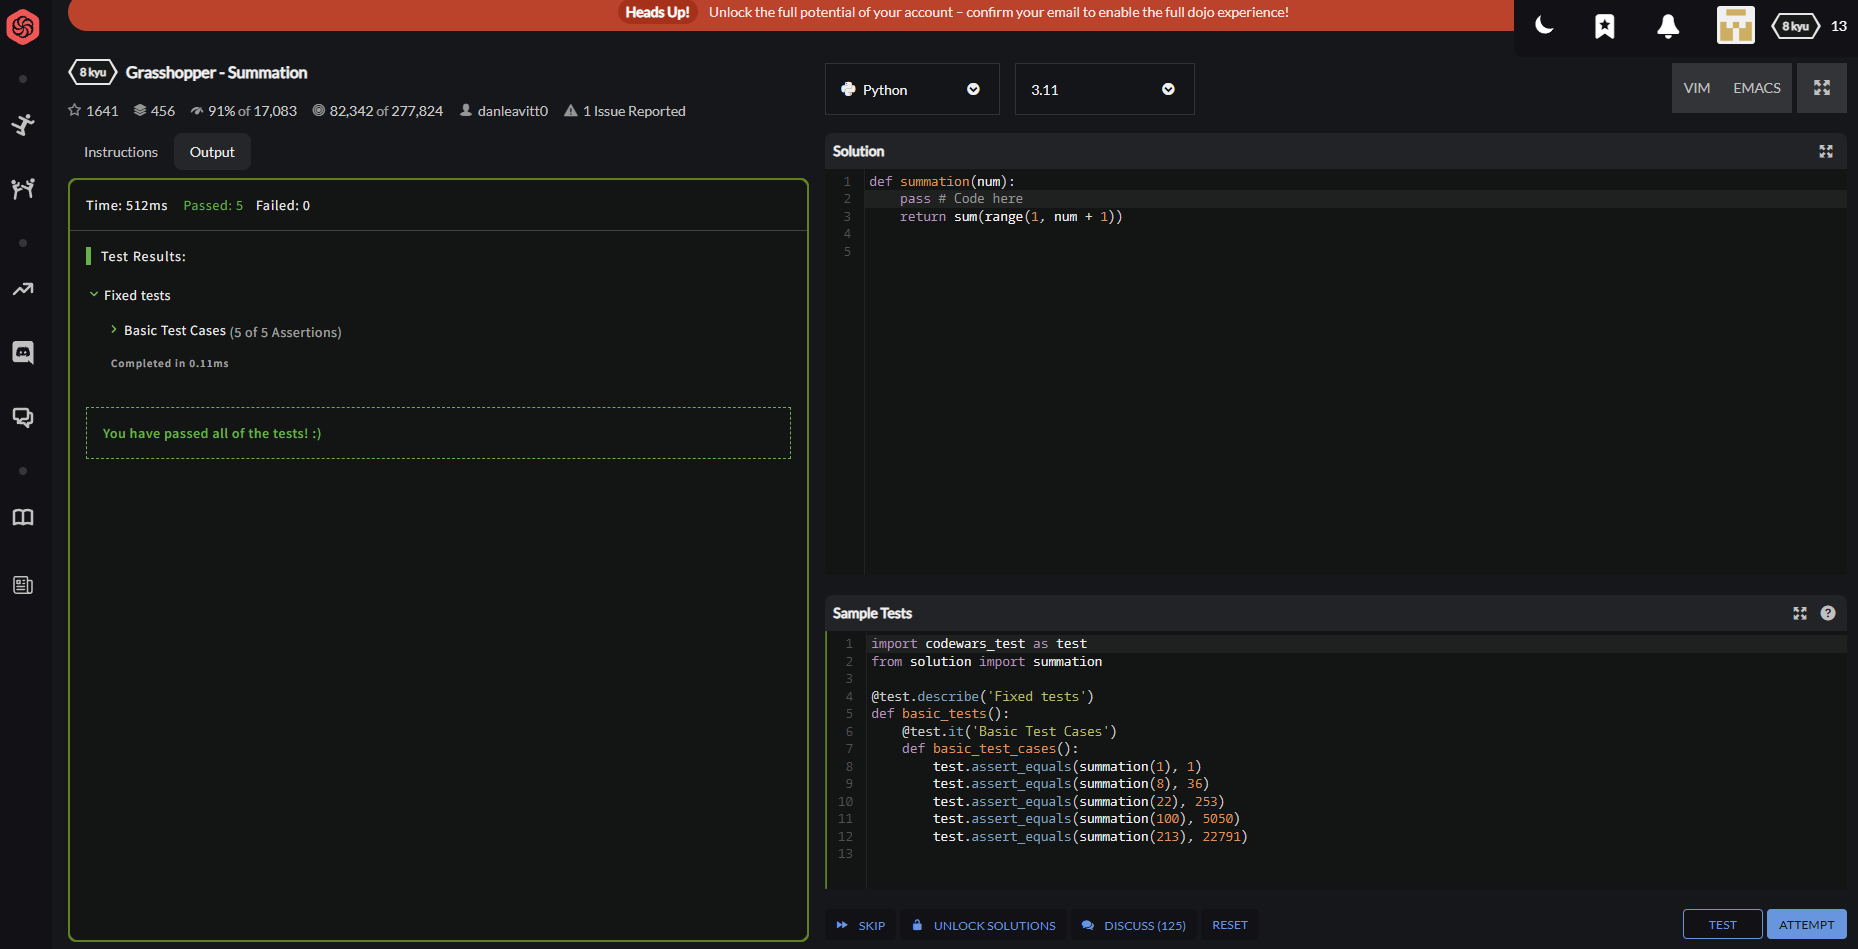 Heads Up! Unlock the full potential of your account – confirm your email to enable the full dojo experience!
8 kyu 13
8 kyu Grasshopper - Summation
1641 456 91% of 17,083 82,342 of 277,824 danleavitt0 1 Issue Reported
Instructions Output
Time: 512ms Passed: 5 Failed: 0
Test Results:
Fixed tests
Basic Test Cases (5 of 5 Assertions)
Completed in 0.11ms
You have passed all of the tests! :)
Python 3.11
VIM EMACS
Solution
1 def summation(num):
2     pass # Code here
3     return sum(range(1, num + 1))
4
5
Sample Tests
?
1 import codewars_test as test
2 from solution import summation
3
4 @test.describe('Fixed tests')
5 def basic_tests():
6     @test.it('Basic Test Cases')
7     def basic_test_cases():
8         test.assert_equals(summation(1), 1)
9         test.assert_equals(summation(8), 36)
10         test.assert_equals(summation(22), 253)
11         test.assert_equals(summation(100), 5050)
12         test.assert_equals(summation(213), 22791)
13
SKIP UNLOCK SOLUTIONS DISCUSS (125) RESET TEST ATTEMPT